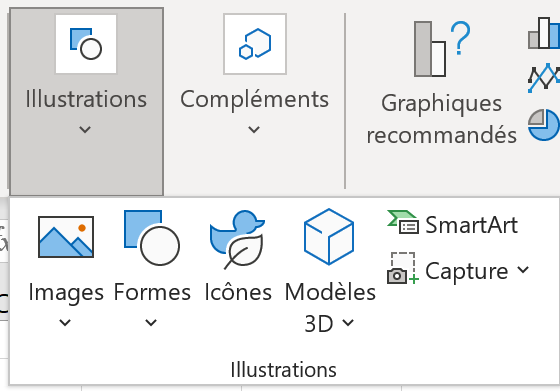 Illustrations
Compléments
Graphiques
recommandés
?
Images
Formes
Icônes
Modèles
3D
SmartArt
Capture
Illustrations